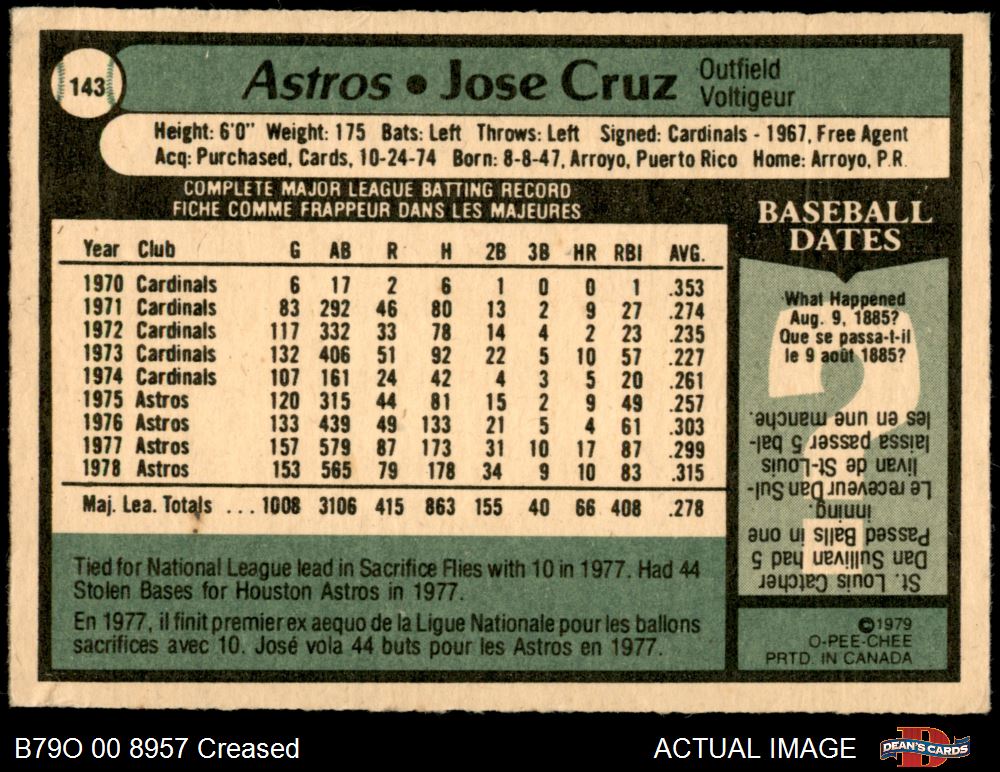 143
Astros • Jose Cruz Outfield
Voltigeur
Height: 6'0" Weight: 175 Bats: Left Throws: Left Signed: Cardinals - 1967, Free Agent
Acq: Purchased, Cards, 10-24-74 Born: 8-8-47, Arroyo, Puerto Rico Home: Arroyo, P.R.
COMPLETE MAJOR LEAGUE BATTING RECORD
FICHE COMME FRAPPEUR DANS LES MAJEURES
Year Club G AB R H 2B 3B HR RBI AVG.
1970 Cardinals 6 17 2 6 1 0 0 1 .353
1971 Cardinals 83 292 46 80 13 2 9 27 .274
1972 Cardinals 117 332 33 78 14 4 2 23 .235
1973 Cardinals 132 406 51 92 22 5 10 57 .227
1974 Cardinals 107 161 24 42 4 3 5 20 .261
1975 Astros 120 315 44 81 15 2 9 49 .257
1976 Astros 133 439 49 133 21 5 4 61 .303
1977 Astros 157 579 87 173 31 10 17 87 .299
1978 Astros 153 565 79 178 34 9 10 83 .315
Maj. Lea. Totals ... 1008 3106 415 863 155 40 66 408 .278
Tied for National League lead in Sacrifice Flies with 10 in 1977. Had 44
Stolen Bases for Houston Astros in 1977.
En 1977, il finit premier ex aequo de la Ligue Nationale pour les ballons
sacrifices avec 10. José vola 44 buts pour les Astros en 1977.
BASEBALL
DATES
What Happened
Aug. 9, 1885?
Que se passa-t-il
le 9 août 1885?
St. Louis Catcher
Dan Sullivan had 5
Passed Balls in one
inning.
Le receveur Dan Sul-
livan de St-Louis
laissa passer 5 bal-
les en une manche.
©1979
O-PEE-CHEE
PRTD. IN CANADA
B79O 00 8957 Creased
ACTUAL IMAGE
DEAN'S CARDS